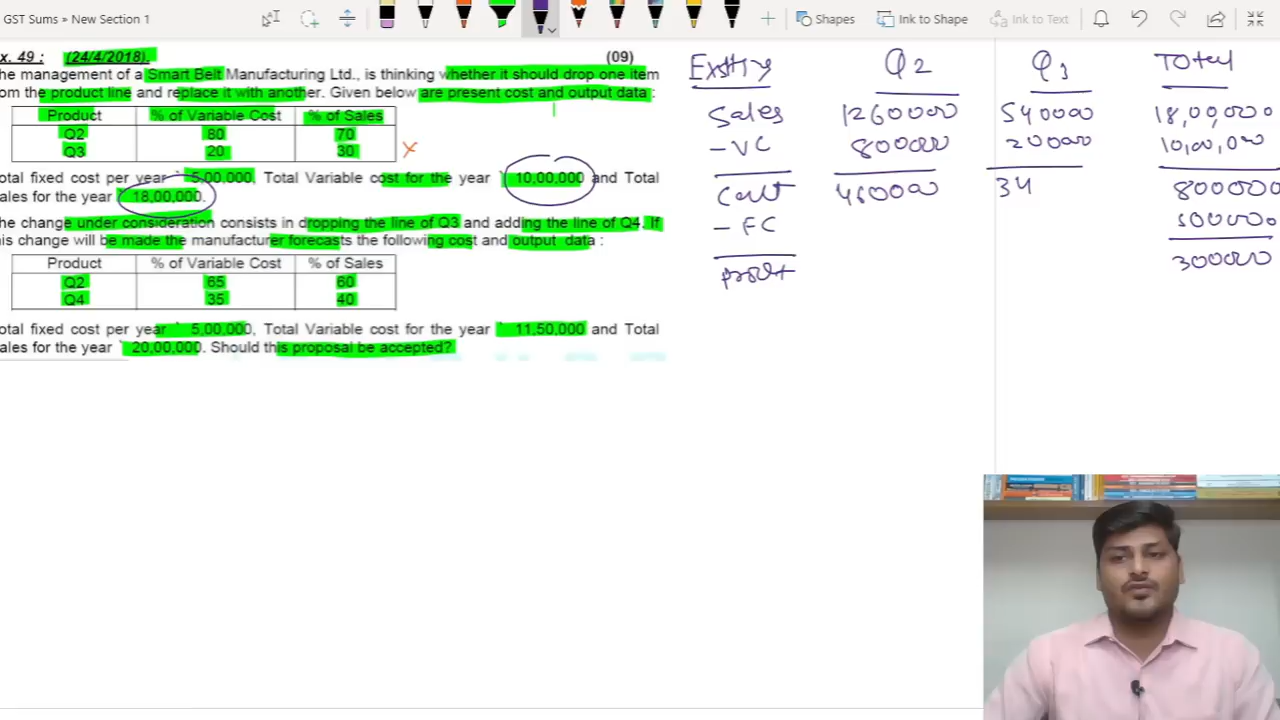 GST Sums » New Section 1
Shapes
Ink to Shape
Ink to Text
x. 49 : (24/4/2018). (09)
he management of a Smart Belt Manufacturing Ltd., is thinking whether it should drop one item
om the product line and replace it with another. Given below are present cost and output data :
Product % of Variable Cost % of Sales
Q2 80 70
Q3 20 30 X
otal fixed cost per year ` 5,00,000, Total Variable cost for the year ` 10,00,000 and Total
ales for the year ` 18,00,000.
he change under consideration consists in dropping the line of Q3 and adding the line of Q4. If
is change will be made the manufacturer forecasts the following cost and output data :
Product % of Variable Cost % of Sales
Q2 65 60
Q4 35 40
otal fixed cost per year ` 5,00,000, Total Variable cost for the year ` 11,50,000 and Total
ales for the year ` 20,00,000. Should this proposal be accepted?
Q2 Q3 Total
Sales 1260000 540000 18,00,000
- VC 800000 200000 10,00,000
460000 34 800000
- FC 500000
Profit 300000